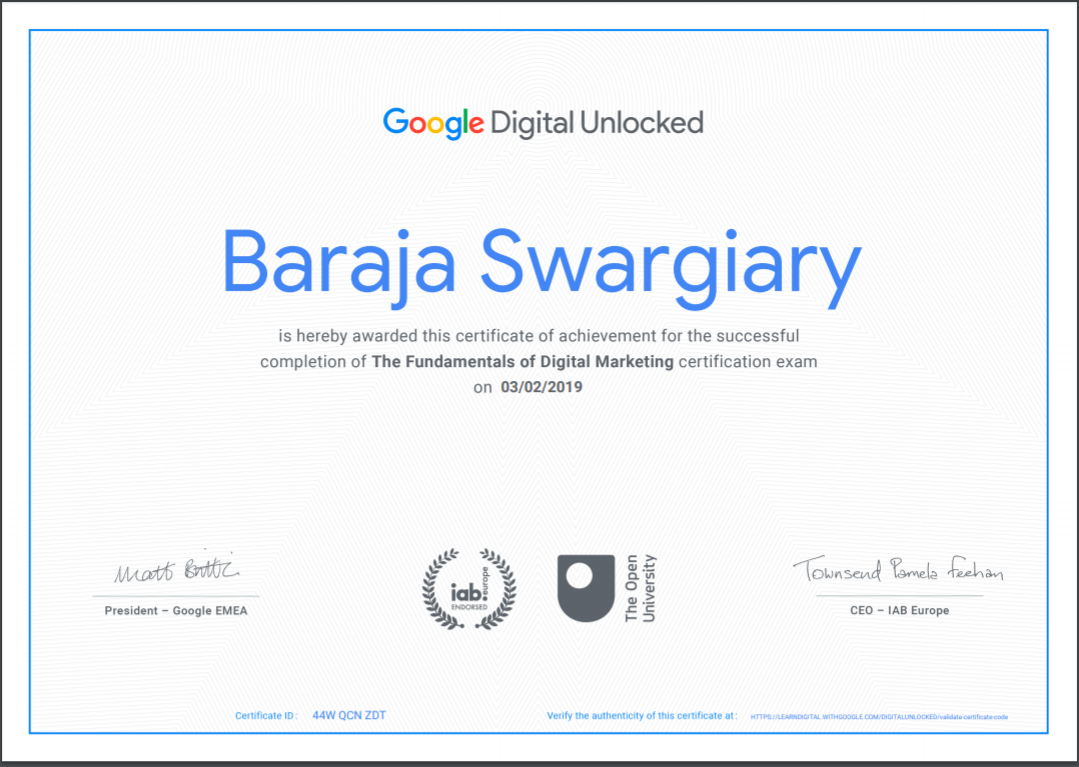 Google Digital Unlocked
Baraja Swargiary
is hereby awarded this certificate of achievement for the successful
completion of The Fundamentals of Digital Marketing certification exam
on 03/02/2019
Matt Brittin
President – Google EMEA
iab.europe
ENDORSED
The Open
University
Townsend Pamela Feehan
CEO – IAB Europe
Certificate ID : 44W QCN ZDT
Verify the authenticity of this certificate at : HTTPS://LEARNDIGITAL.WITHGOOGLE.COM/DIGITALUNLOCKED/validate-certificate-code